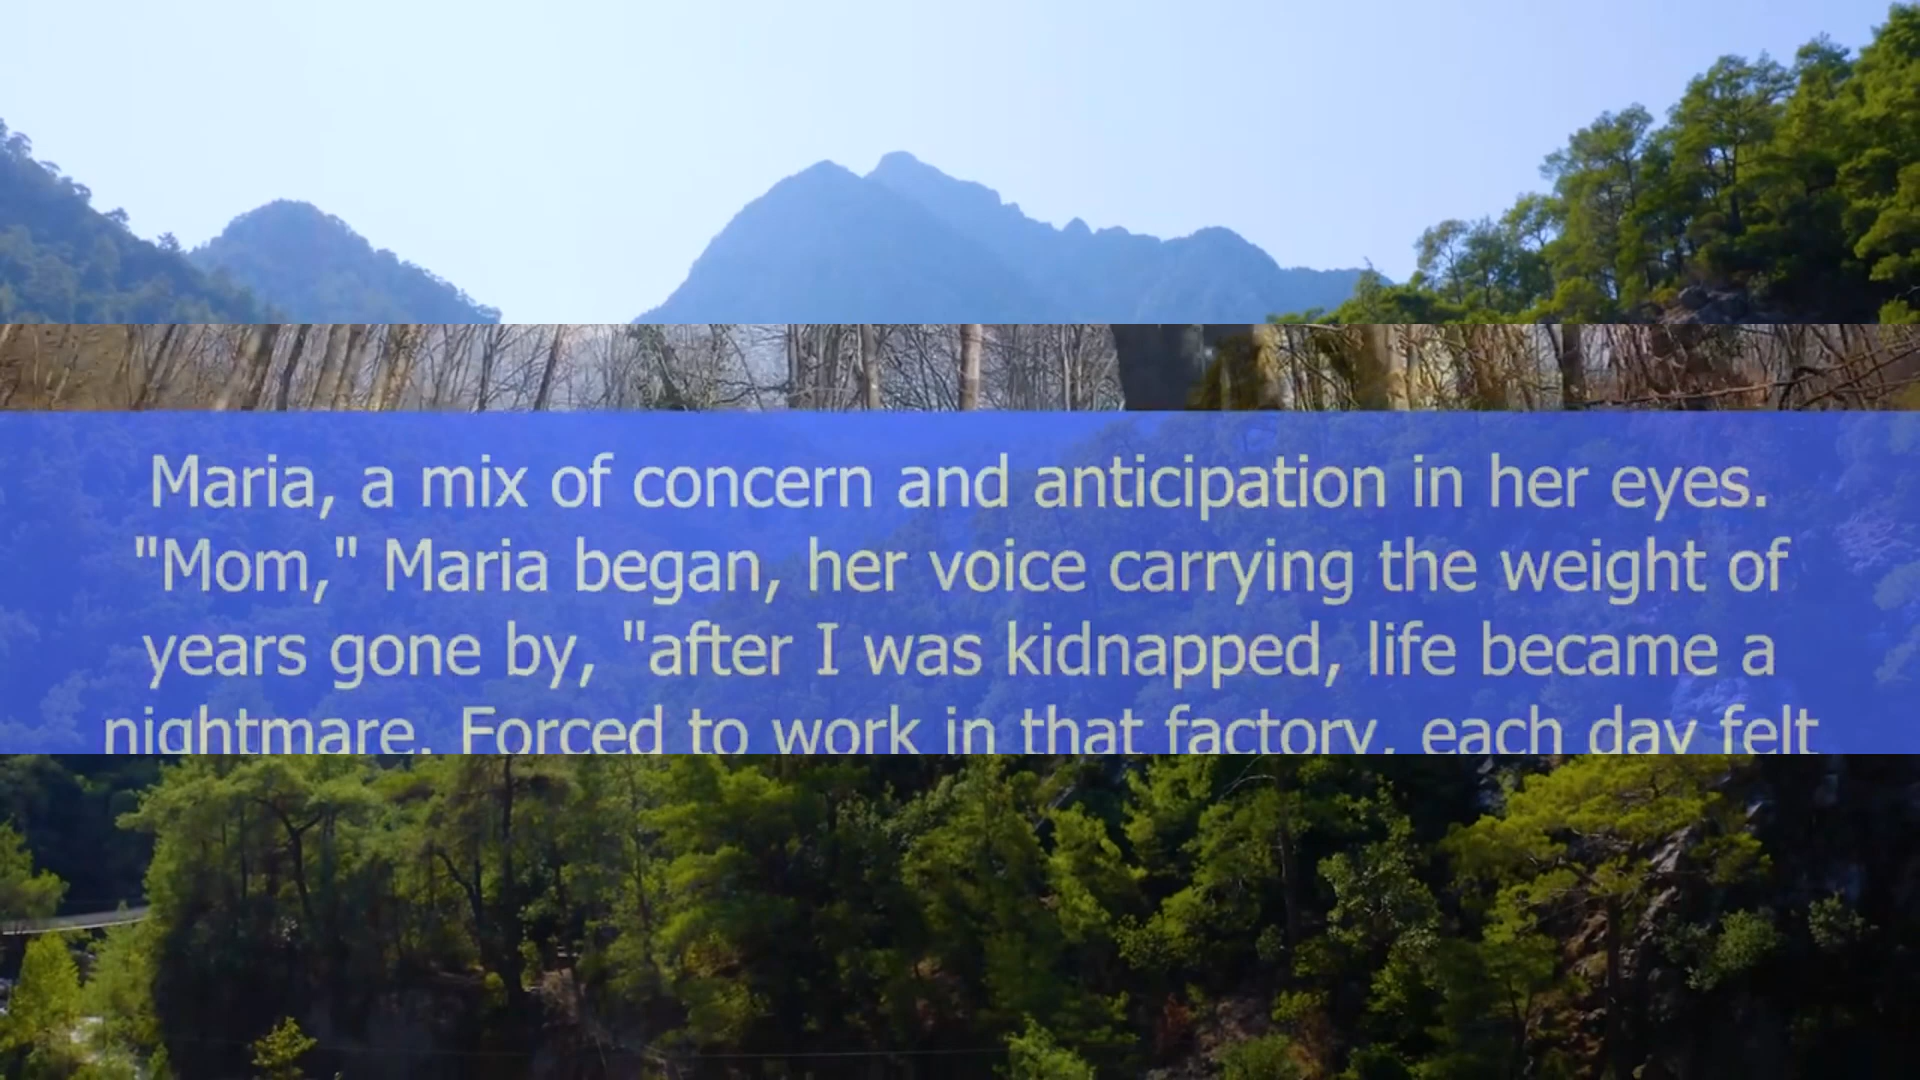 Maria, a mix of concern and anticipation in her eyes.
"Mom," Maria began, her voice carrying the weight of
years gone by, "after I was kidnapped, life became a
nightmare. Forced to work in that factory, each day felt